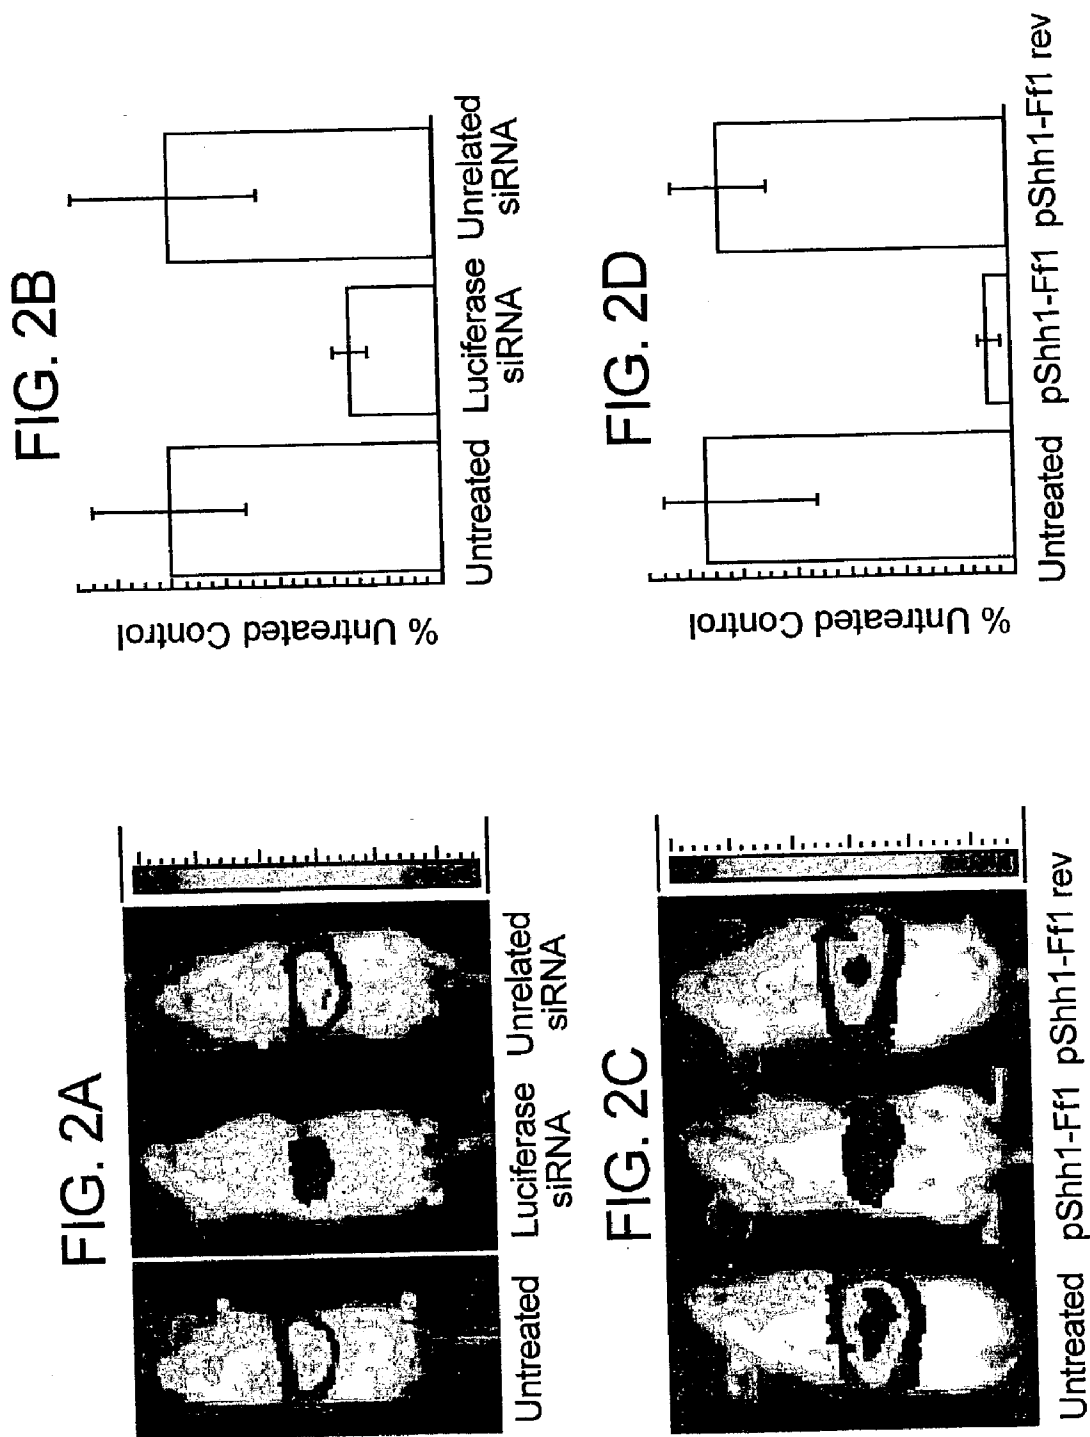 FIG. 2A
Untreated
Luciferase
siRNA
Unrelated
siRNA
FIG. 2B
% Untreated Control
Untreated
Luciferase
siRNA
Unrelated
siRNA
FIG. 2C
Untreated
pShh1-Ff1
pShh1-Ff1 rev
FIG. 2D
% Untreated Control
Untreated
pShh1-Ff1
pShh1-Ff1 rev